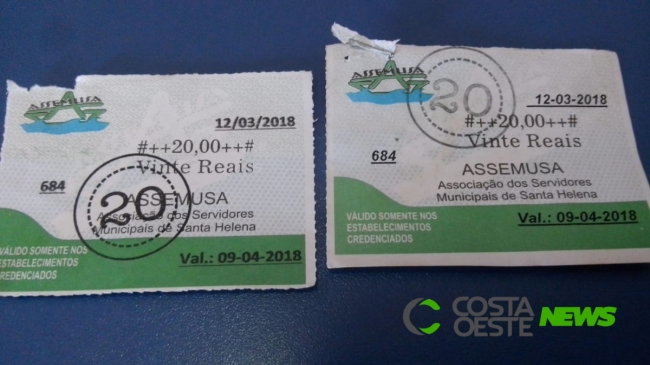 ASSEMUSA
12/03/2018
#++20,00++#
Vinte Reais
684
20
ASSEMUSA
Associação dos Servidores
Municipais de Santa Helena
VÁLIDO SOMENTE NOS
ESTABELECIMENTOS
CREDENCIADOS
Val.: 09-04-2018
ASSEMUSA
20
12-03-2018
#++20,00++#
Vinte Reais
684
ASSEMUSA
Associação dos Servidores
Municipais de Santa Helena
VÁLIDO SOMENTE NOS
ESTABELECIMENTOS
CREDENCIADOS
Val.: 09-04-2018
COSTA
OESTE NEWS